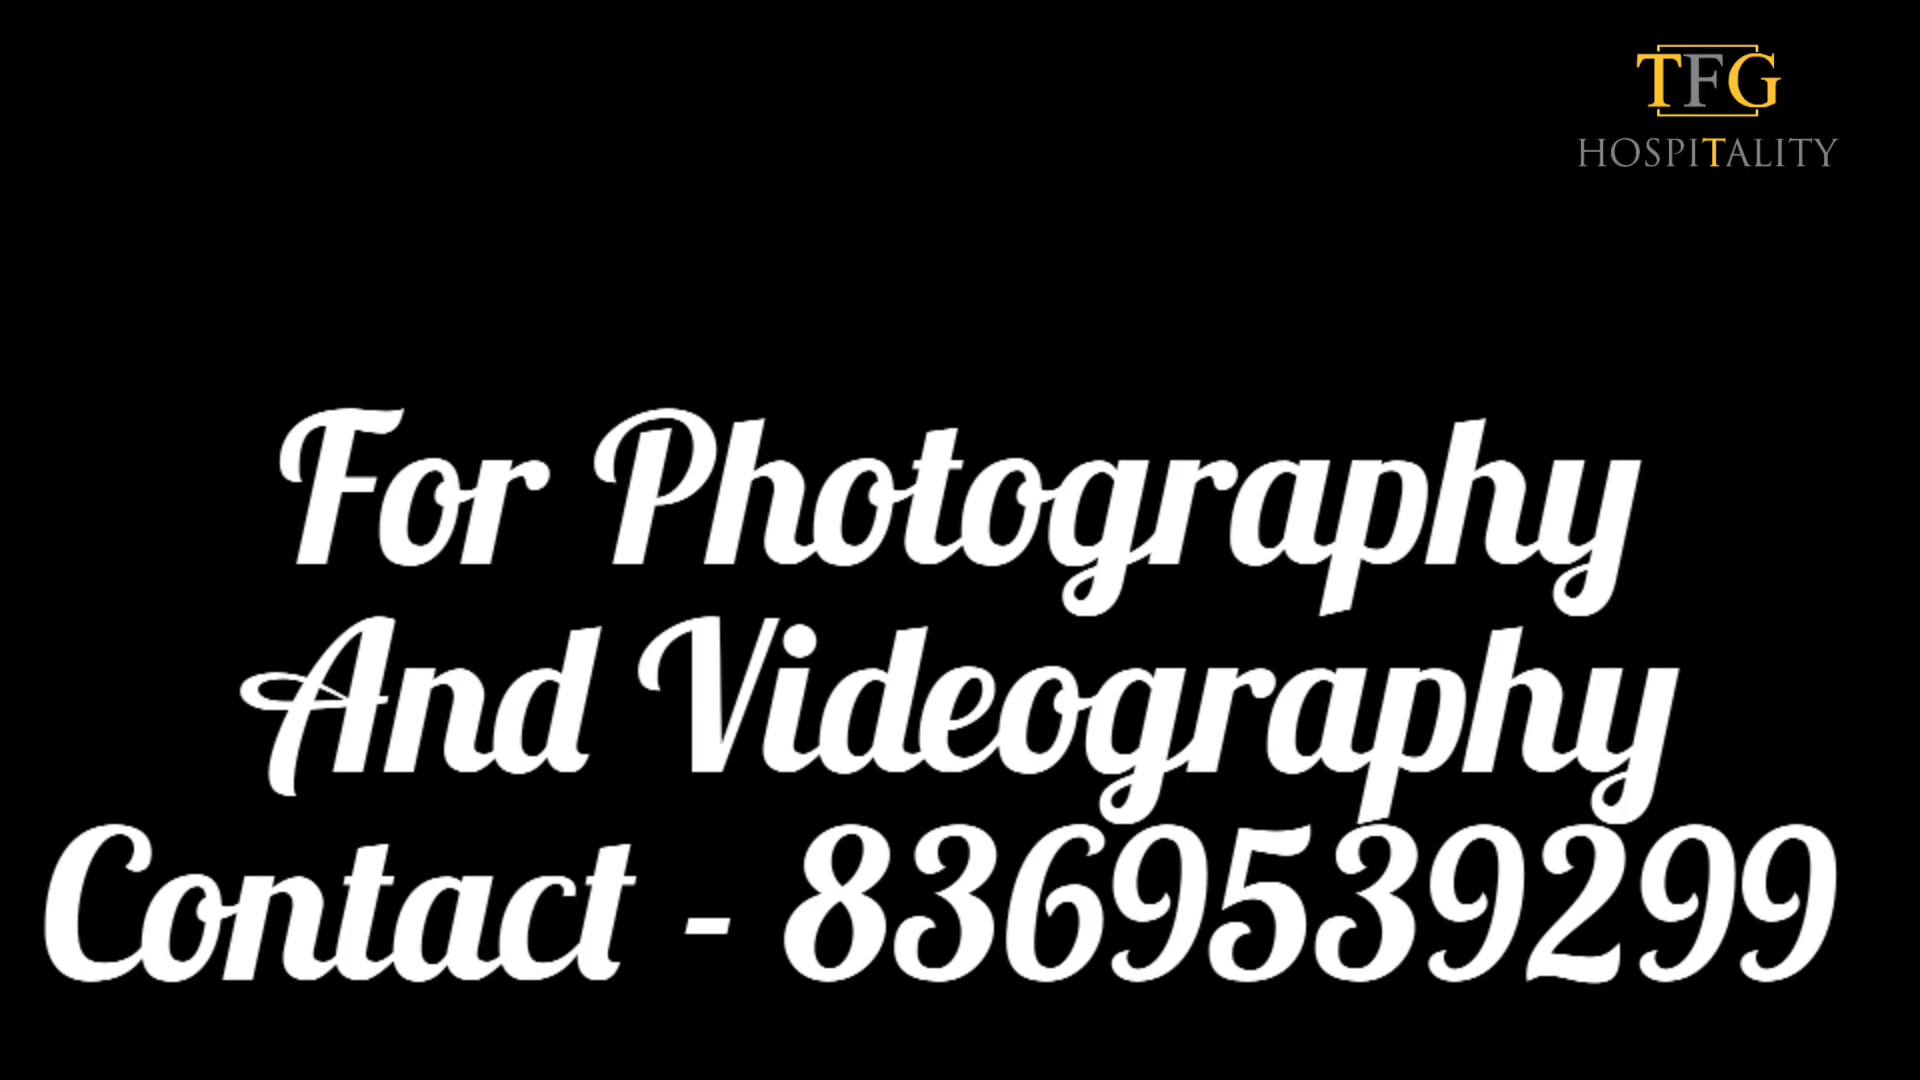 TFG
HOSPITALITY
For Photography
And Videography
Contact - 8369539299